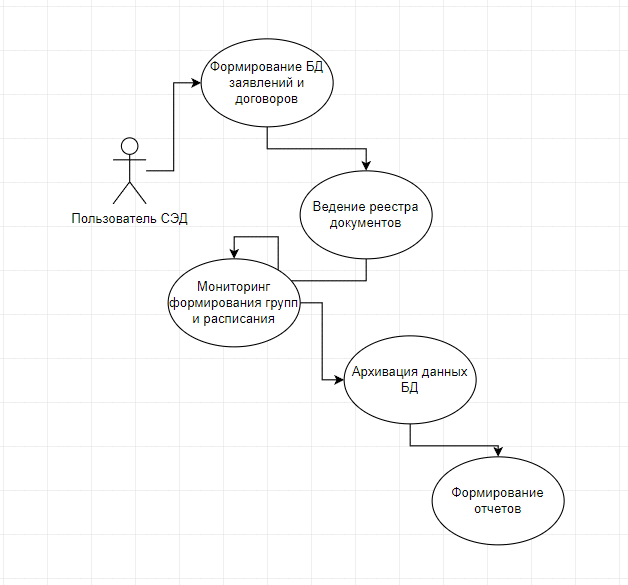 Формирование БД
заявлений и
договоров
Пользователь СЭД
Ведение реестра
документов
Мониторинг
формирования групп
и расписания
Архивация данных
БД
Формирование
отчетов